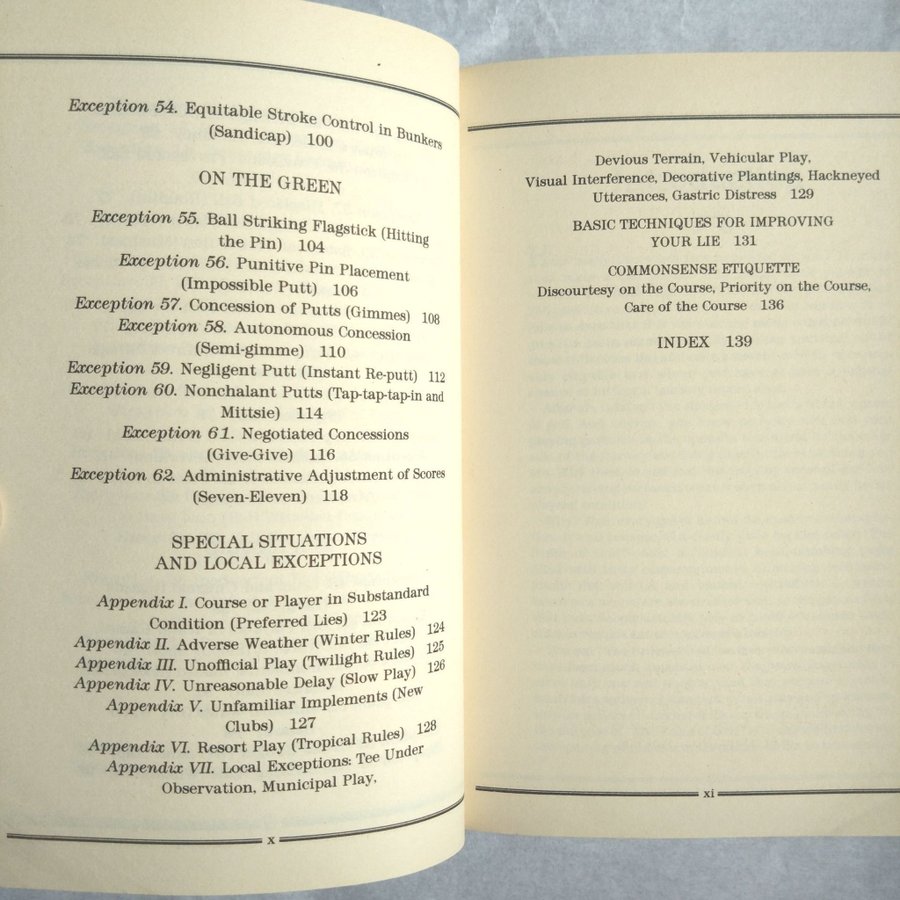 Exception 54. Equitable Stroke Control in Bunkers
(Sandicap) 100
ON THE GREEN
Exception 55. Ball Striking Flagstick (Hitting
the Pin) 104
Exception 56. Punitive Pin Placement
(Impossible Putt) 106
Exception 57. Concession of Putts (Gimmes) 108
Exception 58. Autonomous Concession
(Semi-gimme) 110
Exception 59. Negligent Putt (Instant Re-putt) 112
Exception 60. Nonchalant Putts (Tap-tap-tap-in and
Mittsie) 114
Exception 61. Negotiated Concessions
(Give-Give) 116
Exception 62. Administrative Adjustment of Scores
(Seven-Eleven) 118
SPECIAL SITUATIONS
AND LOCAL EXCEPTIONS
Appendix I. Course or Player in Substandard
Condition (Preferred Lies) 123
Appendix II. Adverse Weather (Winter Rules) 124
Appendix III. Unofficial Play (Twilight Rules) 125
Appendix IV. Unreasonable Delay (Slow Play) 126
Appendix V. Unfamiliar Implements (New
Clubs) 127
Appendix VI. Resort Play (Tropical Rules) 128
Appendix VII. Local Exceptions: Tee Under
Observation, Municipal Play,
x
Devious Terrain, Vehicular Play,
Visual Interference, Decorative Plantings, Hackneyed
Utterances, Gastric Distress 129
BASIC TECHNIQUES FOR IMPROVING
YOUR LIE 131
COMMONSENSE ETIQUETTE
Discourtesy on the Course, Priority on the Course,
Care of the Course 136
INDEX 139
xi